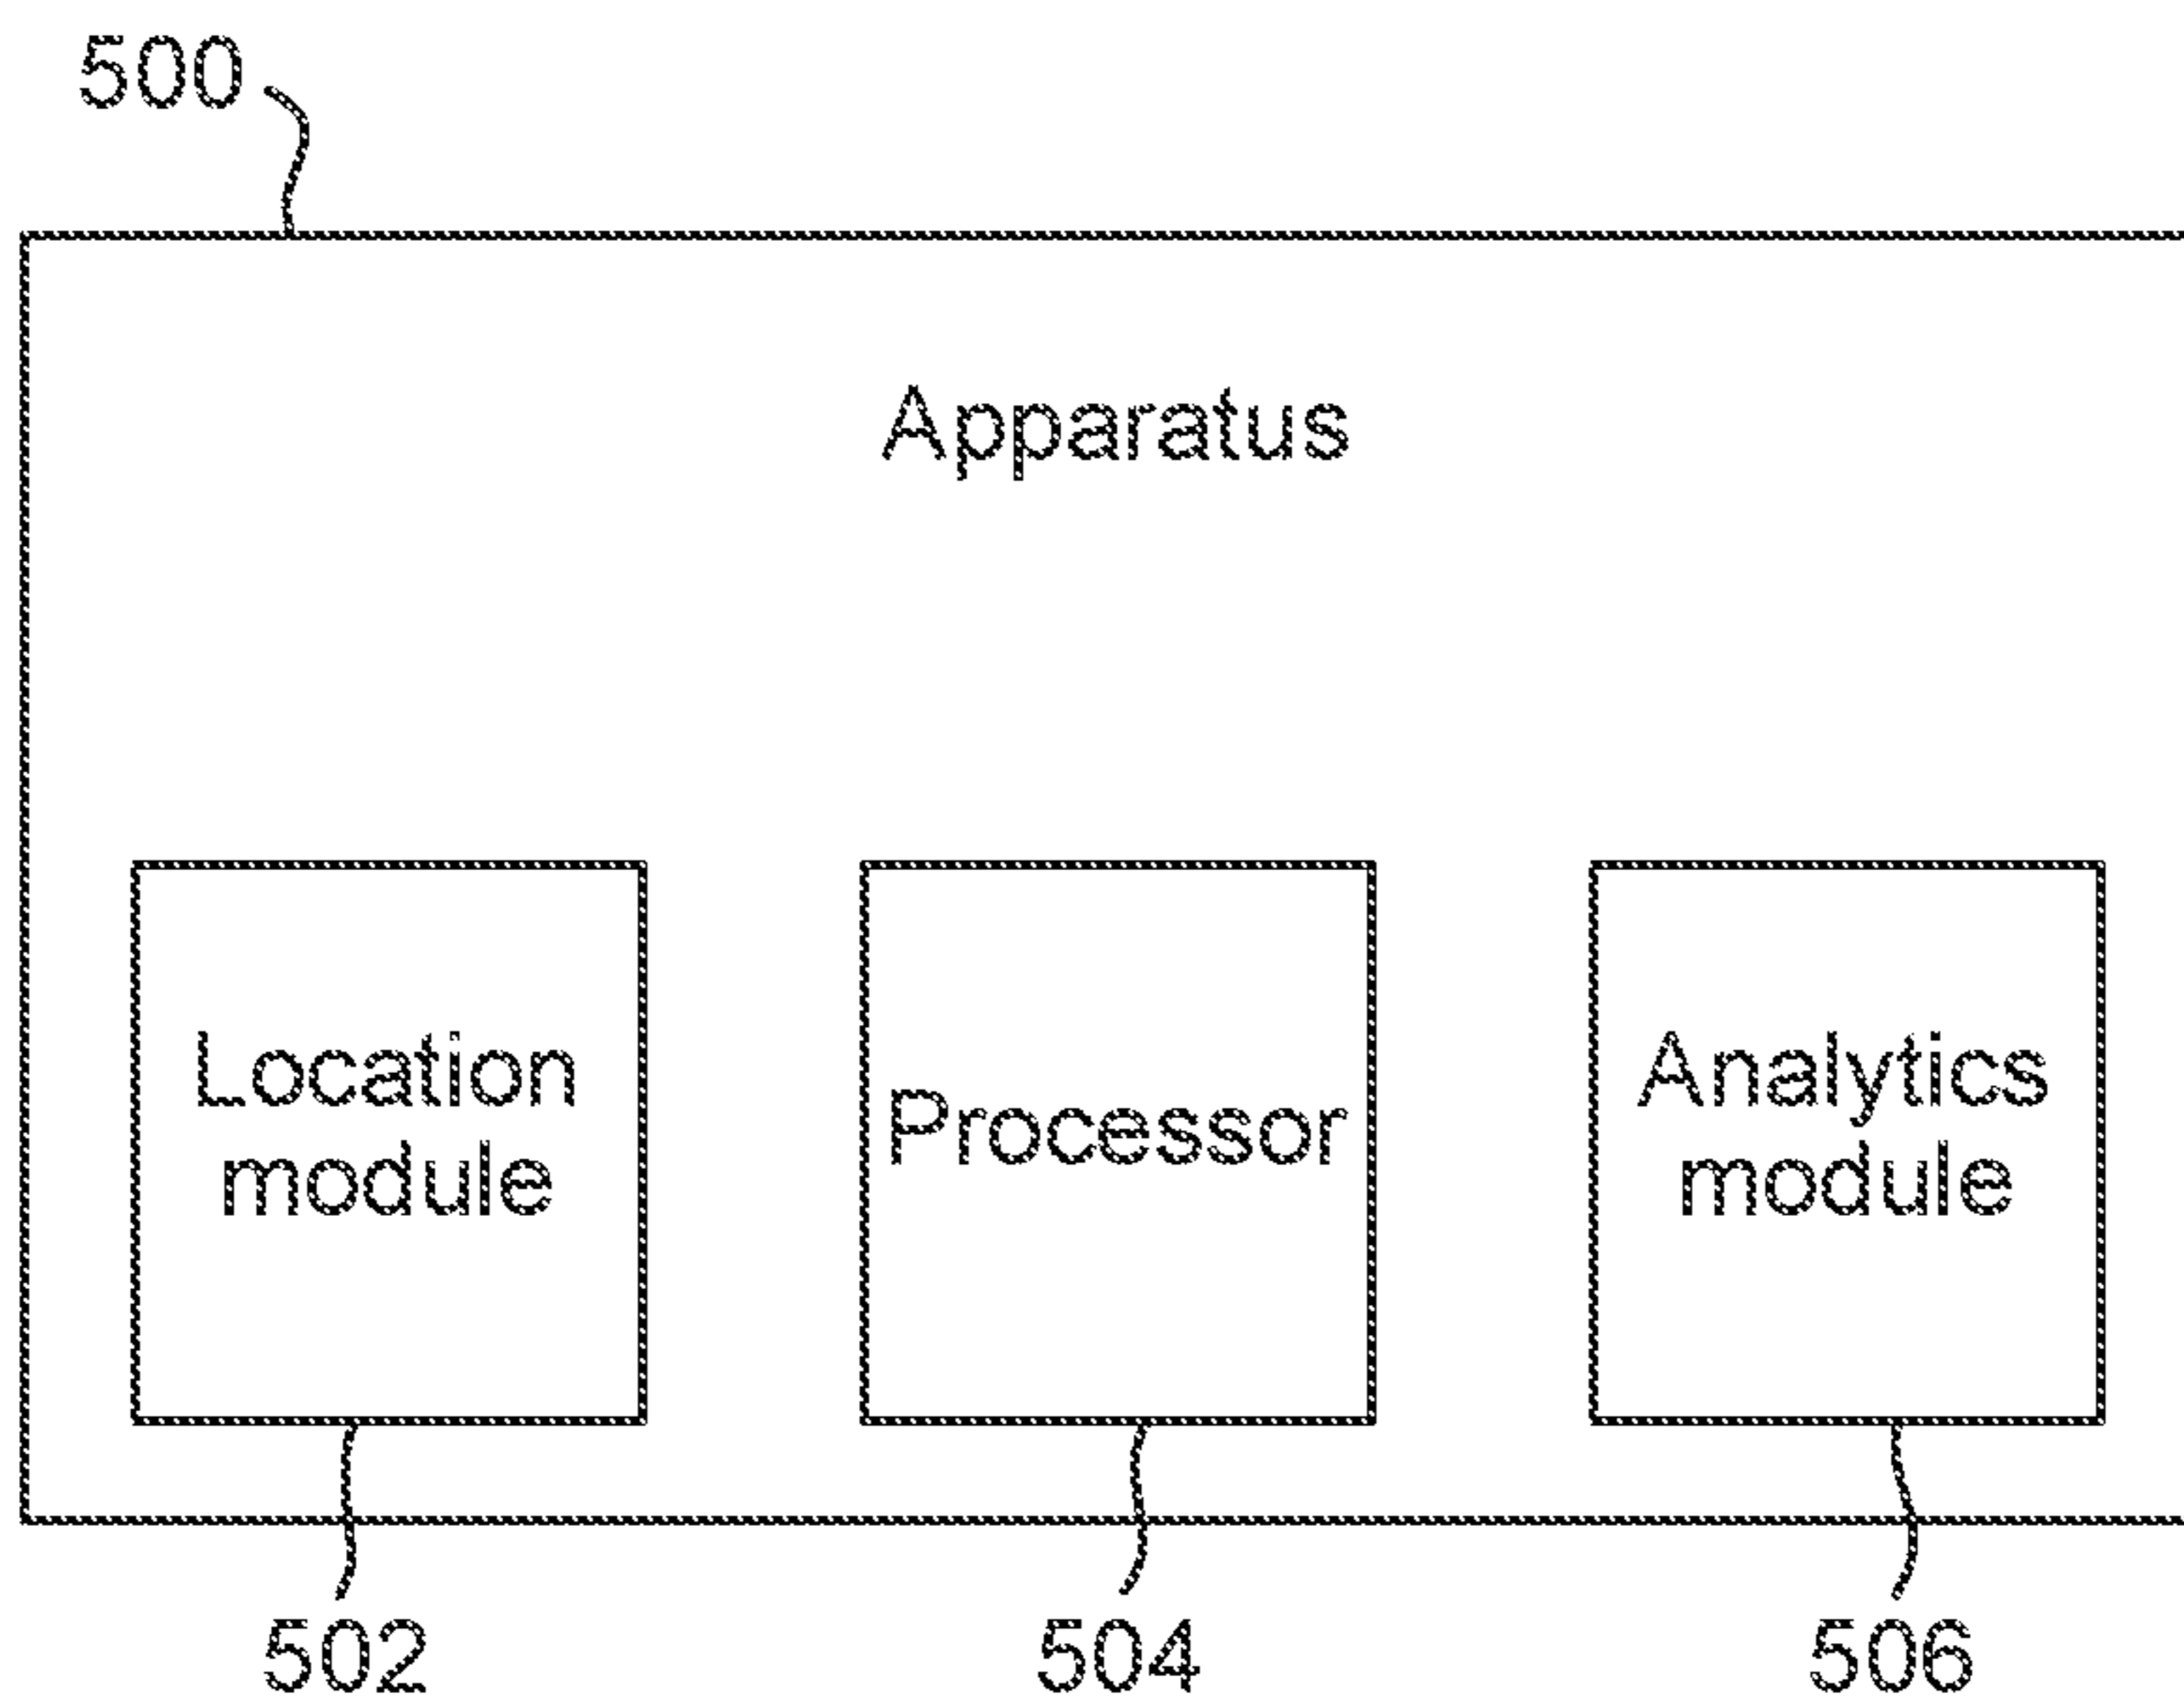 500
Apparatus
Location
module
Processor
Analytics
module
502
504
506